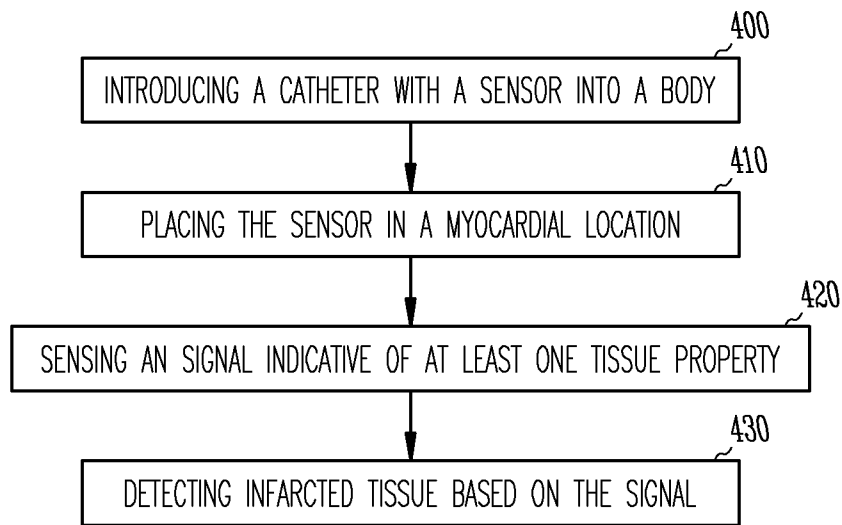 400
INTRODUCING A CATHETER WITH A SENSOR INTO A BODY
410
PLACING THE SENSOR IN A MYOCARDIAL LOCATION
420
SENSING AN SIGNAL INDICATIVE OF AT LEAST ONE TISSUE PROPERTY
430
DETECTING INFARCTED TISSUE BASED ON THE SIGNAL